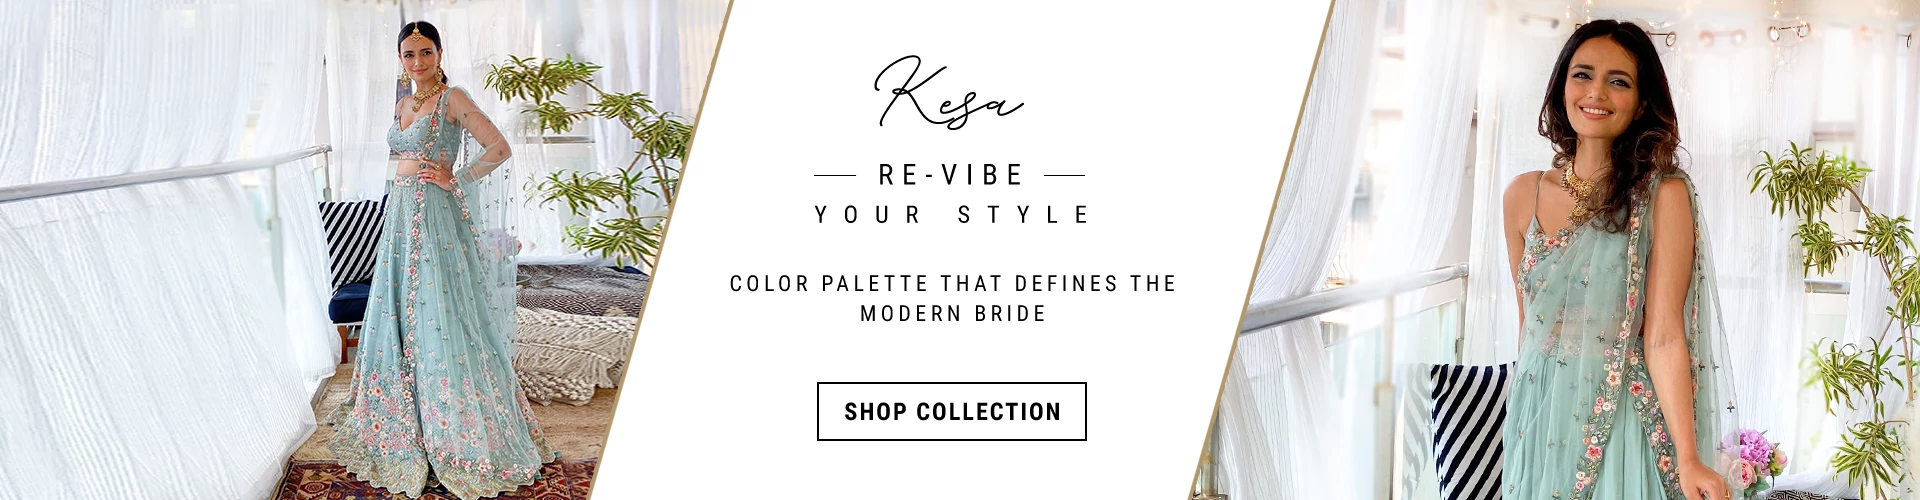 Kesa
RE-VIBE
YOUR STYLE
COLOR PALETTE THAT DEFINES THE
MODERN BRIDE
SHOP COLLECTION